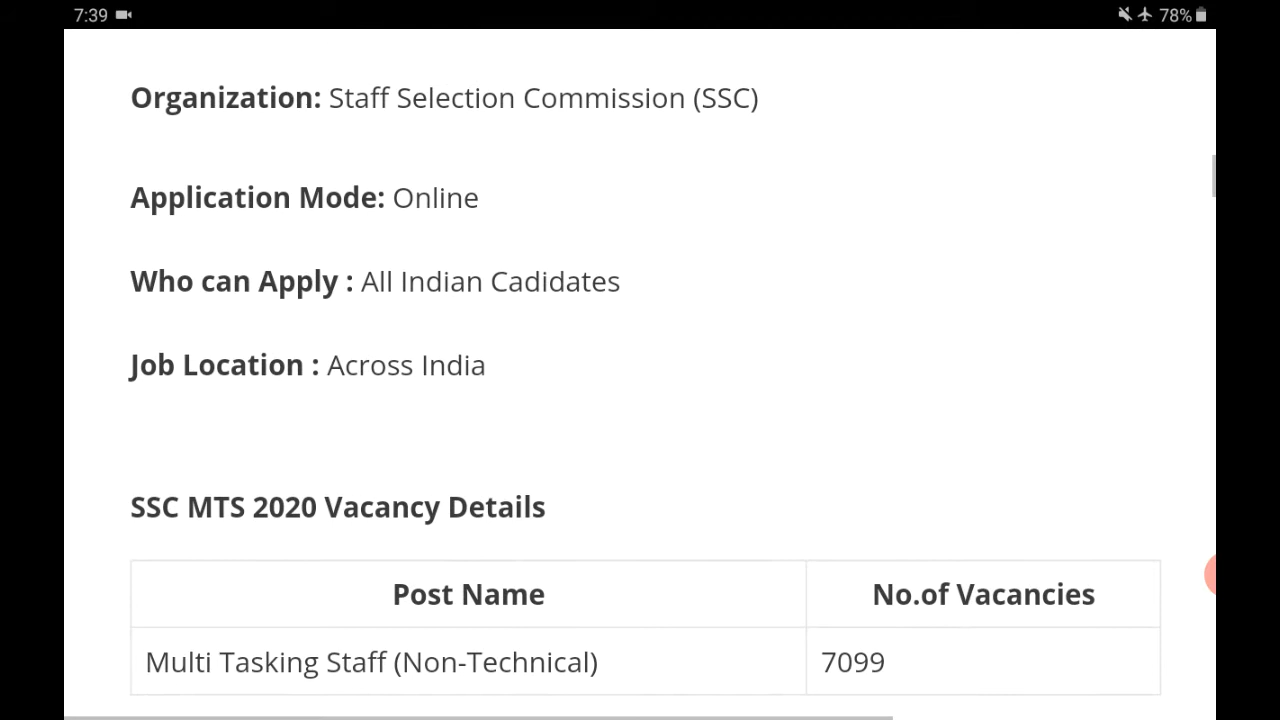 7:39 78%
Organization: Staff Selection Commission (SSC)
Application Mode: Online
Who can Apply : All Indian Cadidates
Job Location : Across India
SSC MTS 2020 Vacancy Details
Post Name No.of Vacancies
Multi Tasking Staff (Non-Technical) 7099